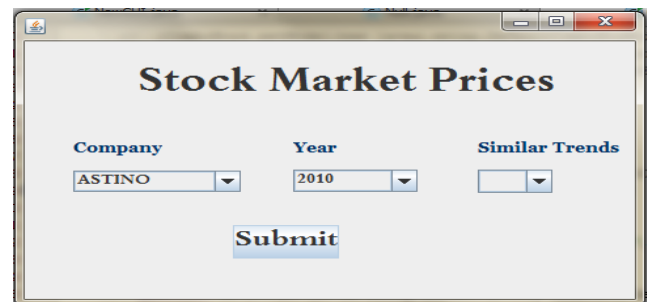 Stock Market Prices
Company Year Similar Trends
ASTINO 2010
Submit